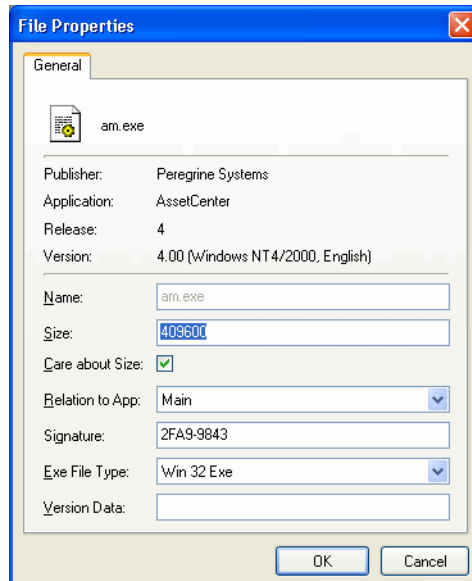 File Properties
General
am.exe
Publisher: Peregrine Systems
Application: AssetCenter
Release: 4
Version: 4.00 (Windows NT4/2000, English)
Name: am.exe
Size: 409600
Care about Size:
Relation to App: Main
Signature: 2FA9-9843
Exe File Type: Win 32 Exe
Version Data:
OK Cancel